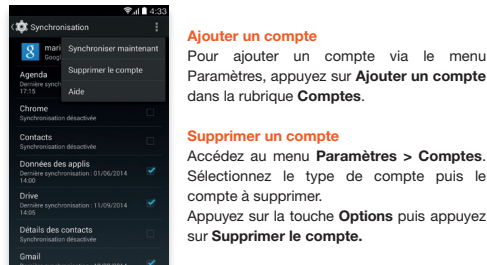 4:33
Synchronisation
Synchroniser maintenant
Supprimer le compte
Aide
8
mari
Googl
Agenda
Dernière synch
17:15
Chrome
Synchronisation désactivée
Contacts
Synchronisation désactivée
Données des applis
Dernière synchronisation : 01/06/2014
14:00
Drive
Dernière synchronisation : 11/09/2014
14:05
Détails des contacts
Synchronisation désactivée
Gmail
Ajouter un compte
Pour ajouter un compte via le menu
Paramètres, appuyez sur Ajouter un compte
dans la rubrique Comptes.
Supprimer un compte
Accédez au menu Paramètres > Comptes.
Sélectionnez le type de compte puis le
compte à supprimer.
Appuyez sur la touche Options puis appuyez
sur Supprimer le compte.